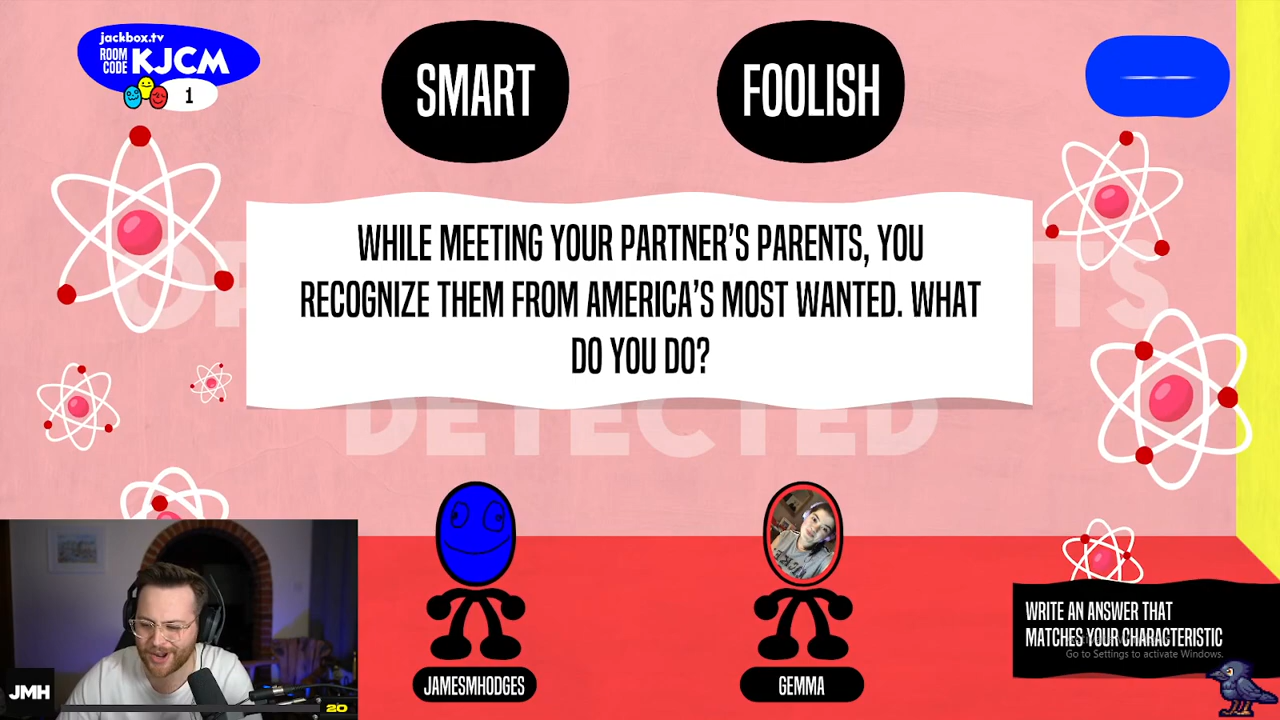 jackbox.tv
ROOM CODE KJCM
1
SMART
FOOLISH
WHILE MEETING YOUR PARTNER'S PARENTS, YOU
RECOGNIZE THEM FROM AMERICA'S MOST WANTED. WHAT
DO YOU DO?
DETECTED
WRITE AN ANSWER THAT
MATCHES YOUR CHARACTERISTIC
Go to Settings to activate Windows.
JAMESMHODGES
GEMMA
JMH
20